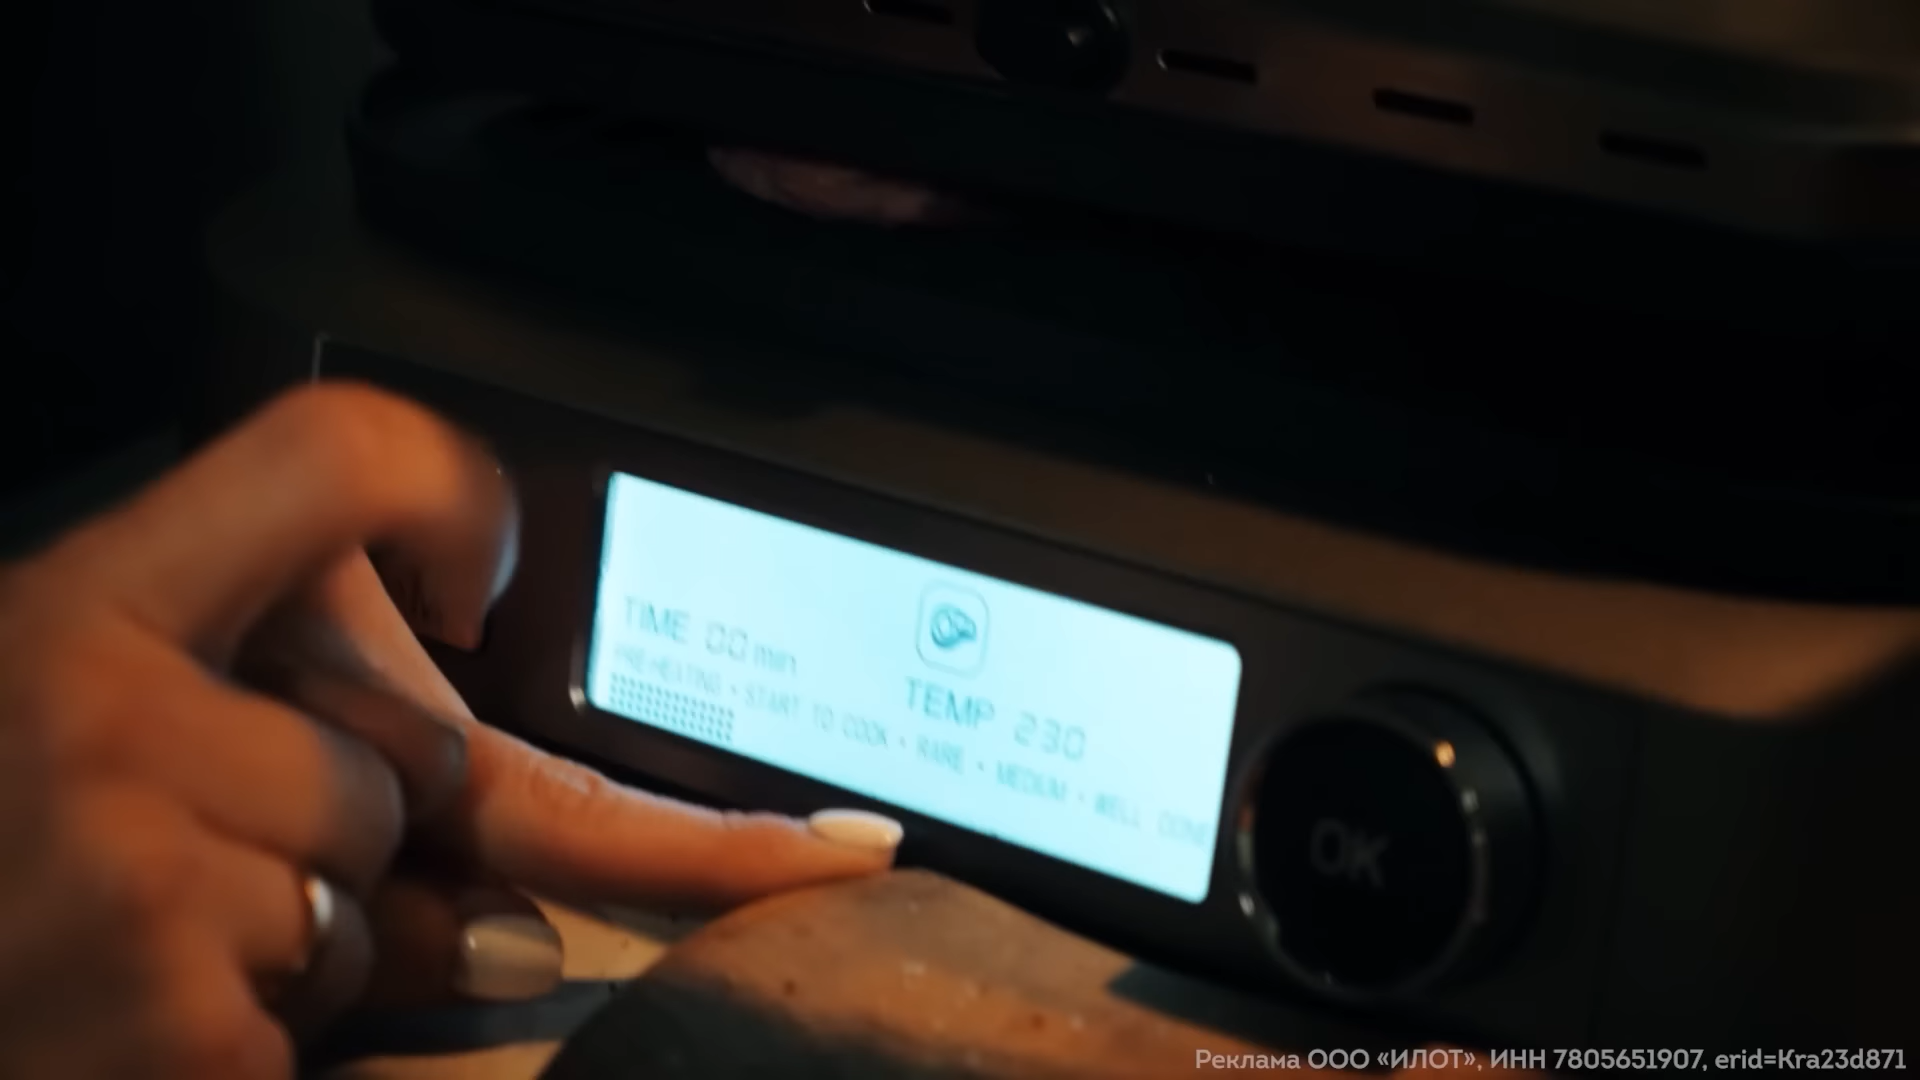 TIME 00 min
TEMP 230
PRE-HEATING • START TO COOK • RARE • MEDIUM • WELL DONE
OK
Реклама ООО «ИЛОТ», ИНН 7805651907, erid=Kra23d871